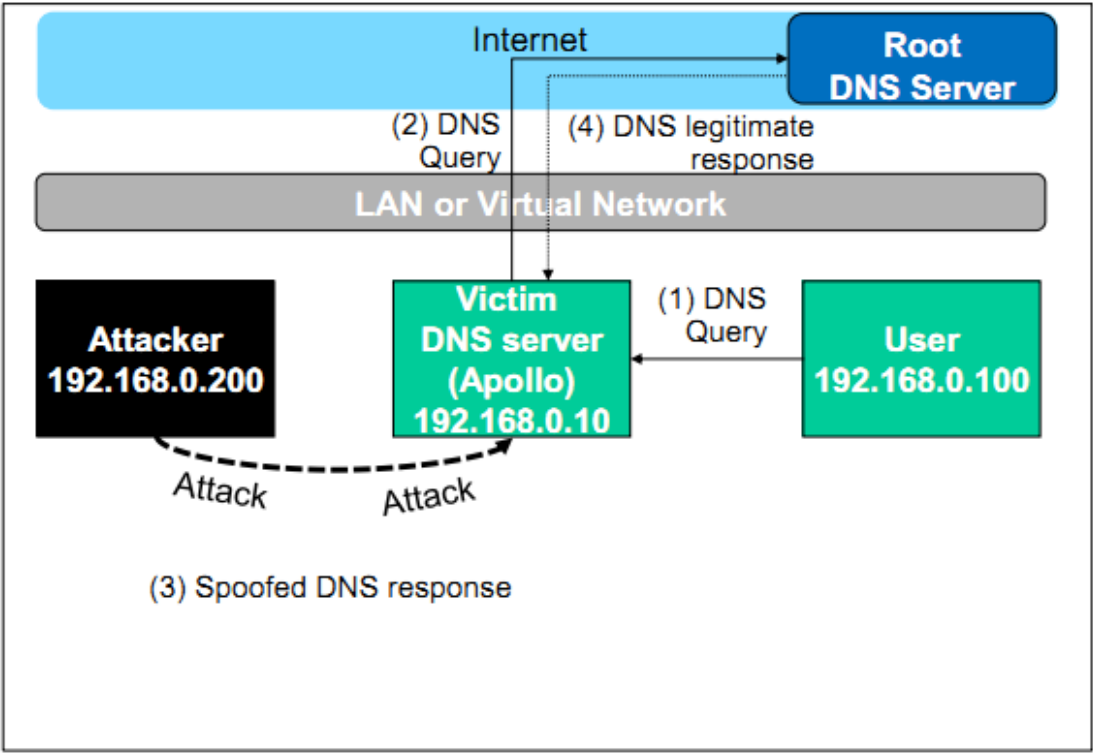 Internet
Root
DNS Server
(2) DNS
Query
(4) DNS legitimate
response
LAN or Virtual Network
Attacker
192.168.0.200
Victim
DNS server
(Apollo)
192.168.0.10
(1) DNS
Query
User
192.168.0.100
Attack
Attack
(3) Spoofed DNS response